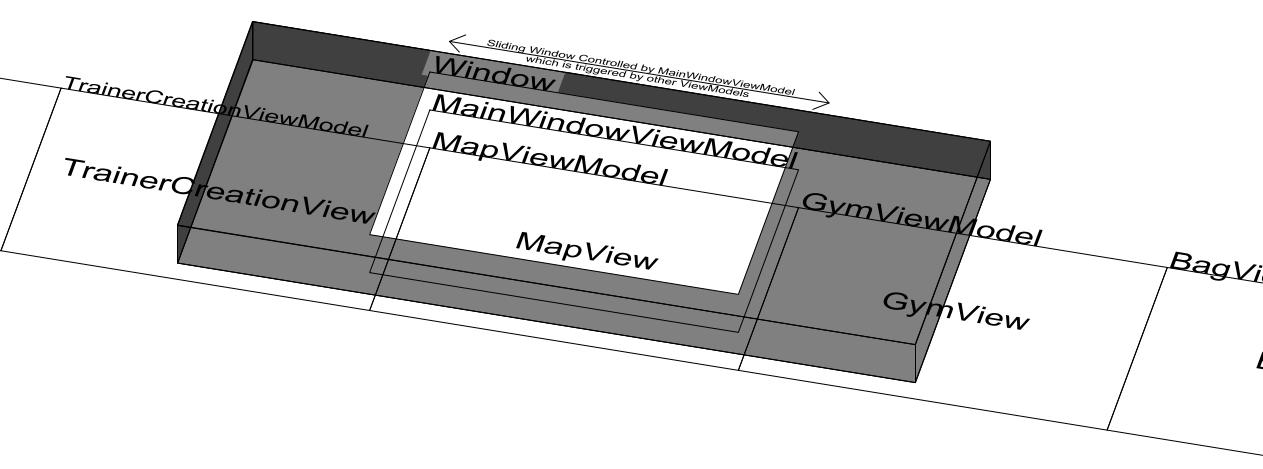 Sliding Window Controlled by MainWindowViewModel
which is triggered by other ViewModels
Window
MainWindowViewModel
TrainerCreationViewModel
MapViewModel
GymViewModel
TrainerCreationView
MapView
GymView